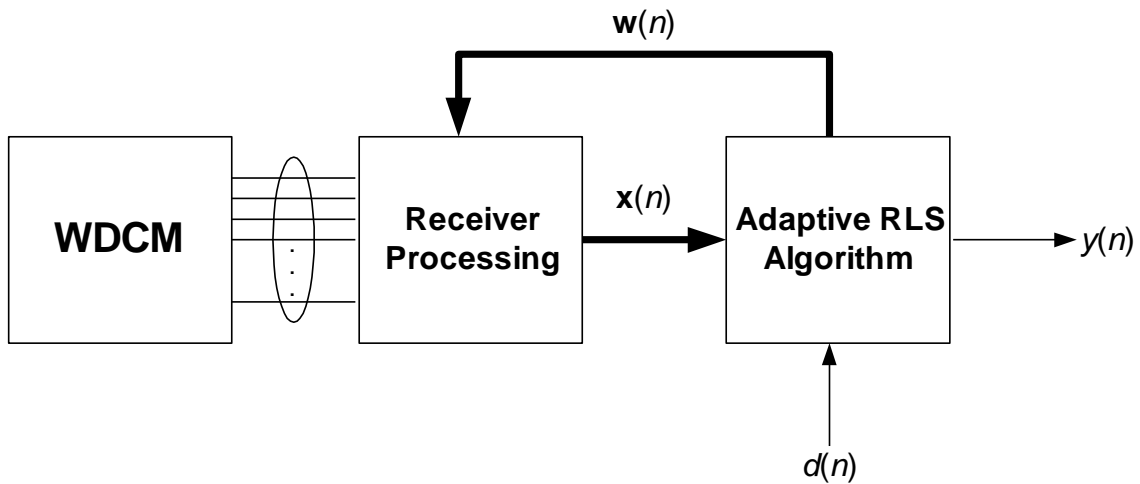 w(n)
WDCM
Receiver
Processing
x(n)
Adaptive RLS
Algorithm
y(n)
d(n)